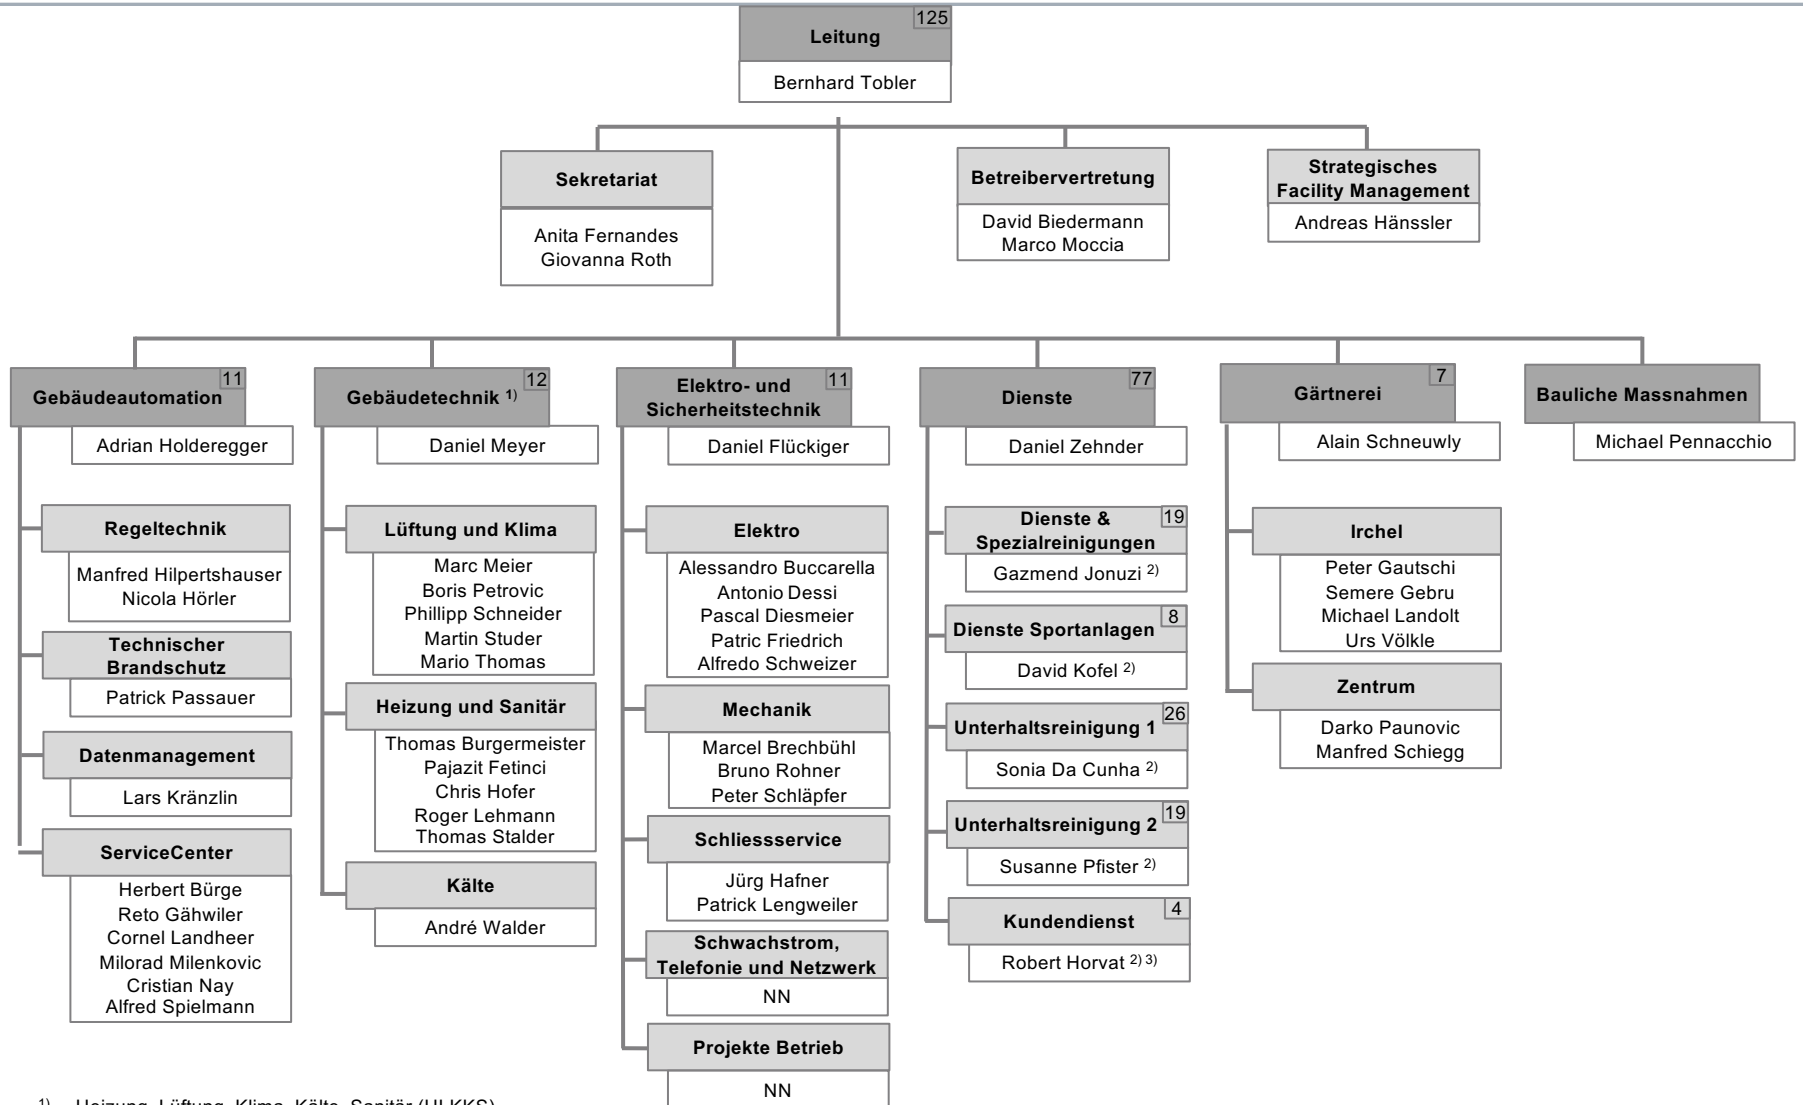 125
Leitung
Bernhard Tobler
Sekretariat
Anita Fernandes
Giovanna Roth
Betreibervertretung
David Biedermann
Marco Moccia
Strategisches
Facility Management
Andreas Hänssler
11
Gebäudeautomation
Adrian Holderegger
Regeltechnik
Manfred Hilpertshauser
Nicola Hörler
Technischer
Brandschutz
Patrick Passauer
Datenmanagement
Lars Kränzlin
ServiceCenter
Herbert Bürge
Reto Gähwiler
Cornel Landheer
Milorad Milenkovic
Cristian Nay
Alfred Spielmann
12
Gebäudetechnik 1)
Daniel Meyer
Lüftung und Klima
Marc Meier
Boris Petrovic
Phillipp Schneider
Martin Studer
Mario Thomas
Heizung und Sanitär
Thomas Burgermeister
Pajazit Fetinci
Chris Hofer
Roger Lehmann
Thomas Stalder
Kälte
André Walder
11
Elektro- und
Sicherheitstechnik
Daniel Flückiger
Elektro
Alessandro Buccarella
Antonio Dessi
Pascal Diesmeier
Patric Friedrich
Alfredo Schweizer
Mechanik
Marcel Brechbühl
Bruno Rohner
Peter Schläpfer
Schliessservice
Jürg Hafner
Patrick Lengweiler
Schwachstrom,
Telefonie und Netzwerk
NN
Projekte Betrieb
NN
77
Dienste
Daniel Zehnder
19
Dienste &
Spezialreinigungen
Gazmend Jonuzi 2)
8
Dienste Sportanlagen
David Kofel 2)
26
Unterhaltsreinigung 1
Sonia Da Cunha 2)
19
Unterhaltsreinigung 2
Susanne Pfister 2)
4
Kundendienst
Robert Horvat 2) 3)
7
Gärtnerei
Alain Schneuwly
Irchel
Peter Gautschi
Semere Gebru
Michael Landolt
Urs Völkle
Zentrum
Darko Paunovic
Manfred Schiegg
Bauliche Massnahmen
Michael Pennacchio
1) Heizung, Lüftung, Klima, Kälte, Sanitär (HLKKS)